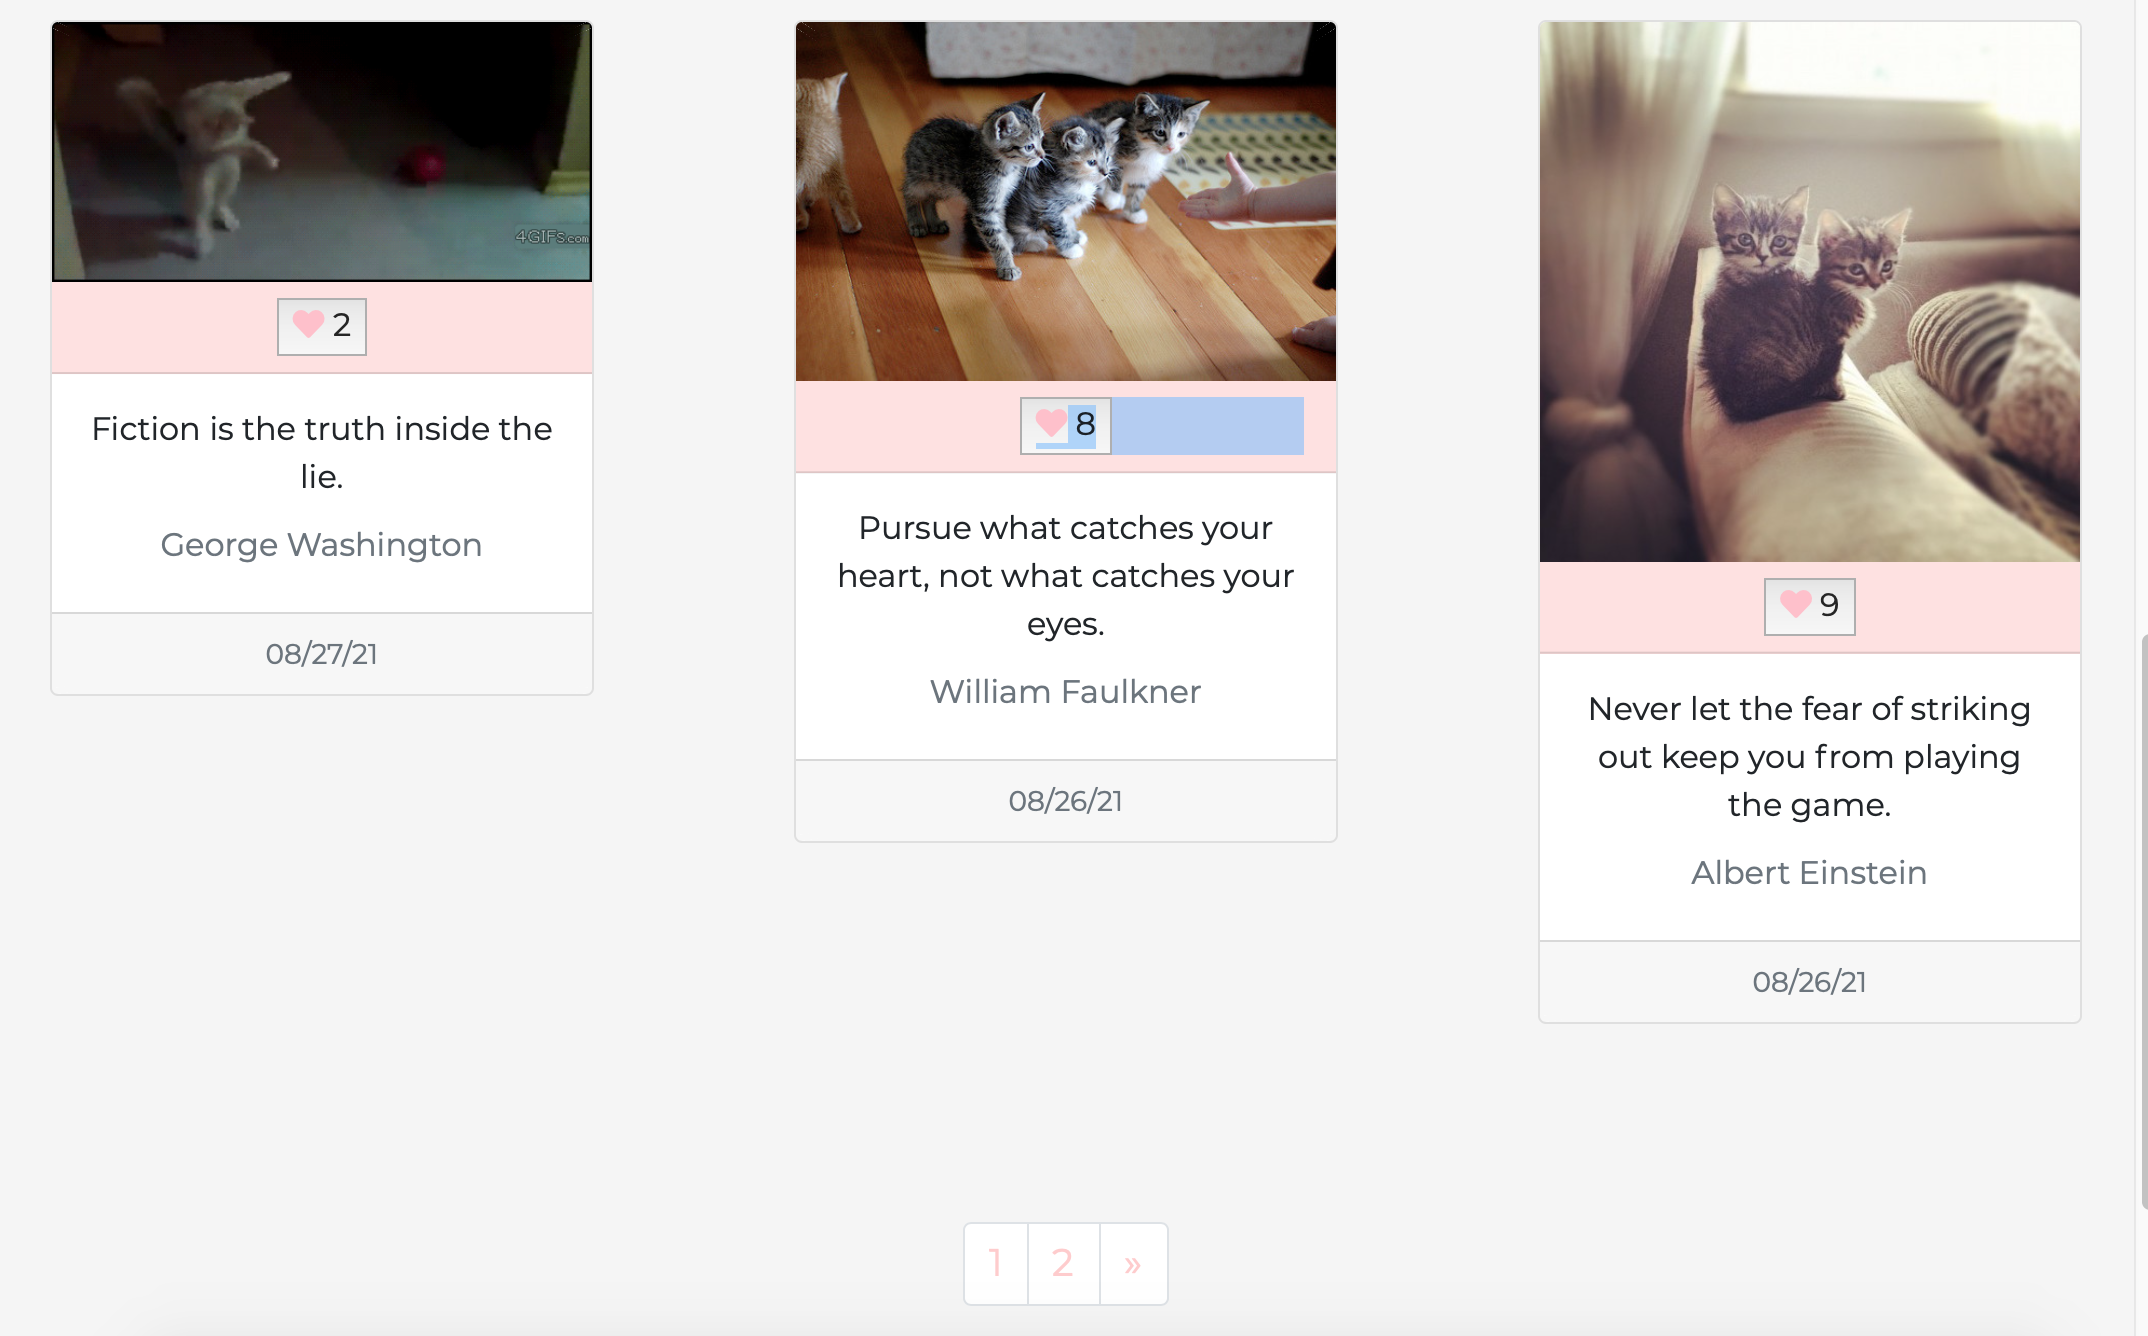 4GIFs.com
2
Fiction is the truth inside the
lie.
George Washington
08/27/21
8
Pursue what catches your
heart, not what catches your
eyes.
William Faulkner
08/26/21
9
Never let the fear of striking
out keep you from playing
the game.
Albert Einstein
08/26/21
1 2 »